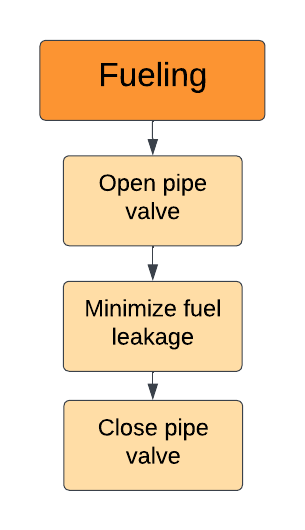 Fueling
Open pipe
valve
Minimize fuel
leakage
Close pipe
valve